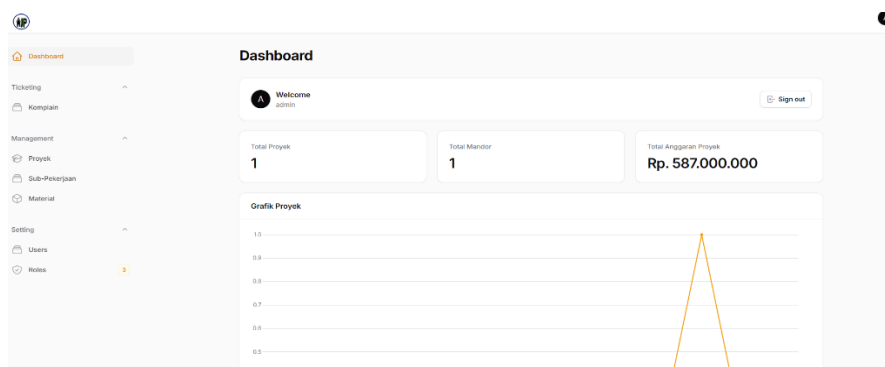 Dashboard
Ticketing
Komplain
Management
Proyek
Sub-Pekerjaan
Material
Setting
Users
Roles 3
Dashboard
A
Welcome
admin
Sign out
Total Proyek
1
Total Mandor
1
Total Anggaran Proyek
Rp. 587.000.000
Grafik Proyek
1.0
0.9
0.8
0.7
0.6
0.5